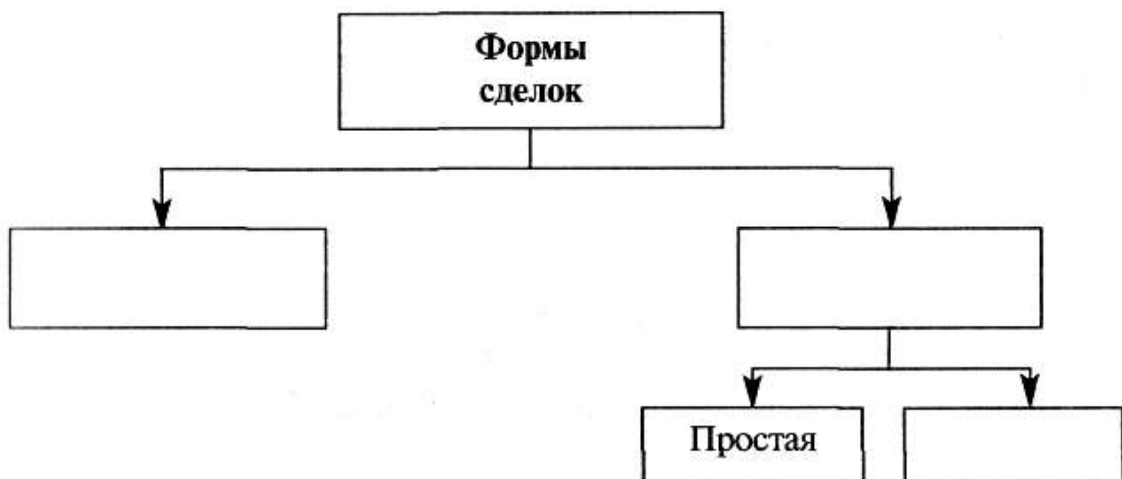 Формы
сделок
Простая